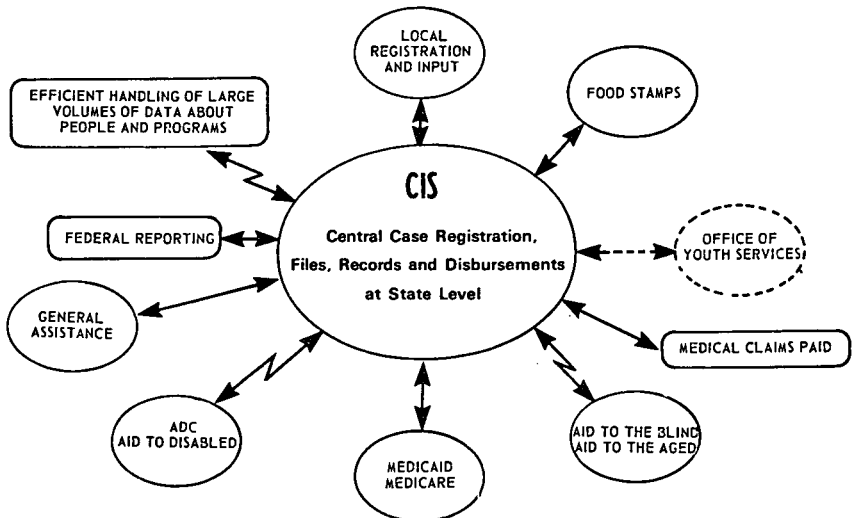 LOCAL
REGISTRATION
AND INPUT
EFFICIENT HANDLING OF LARGE
VOLUMES OF DATA ABOUT
PEOPLE AND PROGRAMS
FOOD STAMPS
CIS
Central Case Registration,
Files, Records and Disbursements
at State Level
FEDERAL REPORTING
OFFICE OF
YOUTH SERVICES
GENERAL
ASSISTANCE
MEDICAL CLAIMS PAID
ADC
AID TO DISABLED
MEDICAID
MEDICARE
AID TO THE BLIND
AID TO THE AGED